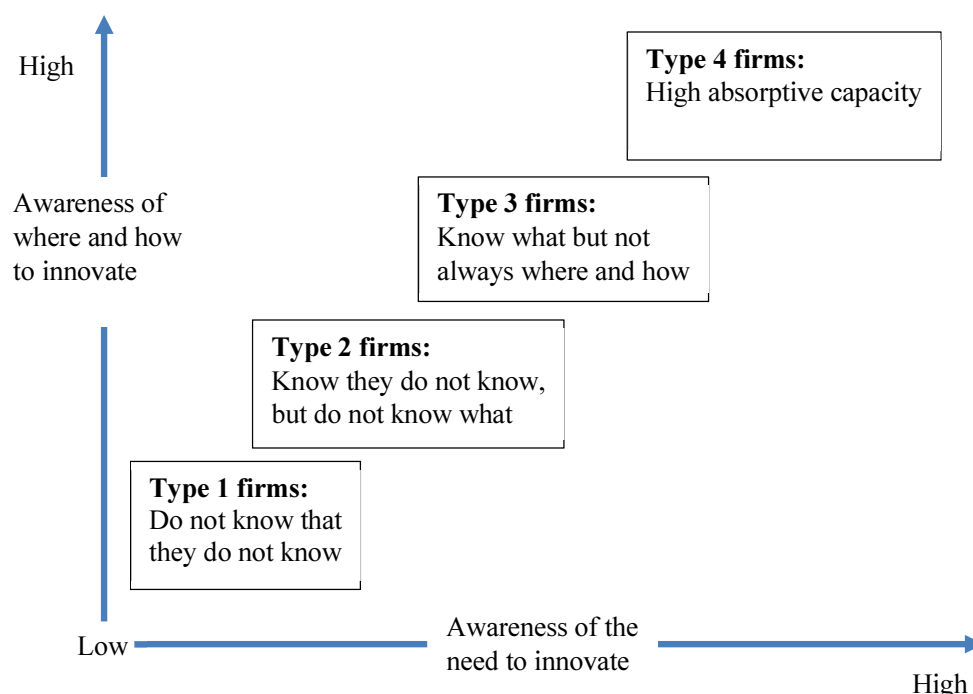 High
Type 4 firms:
High absorptive capacity
Awareness of
where and how
to innovate
Type 3 firms:
Know what but not
always where and how
Type 2 firms:
Know they do not know,
but do not know what
Type 1 firms:
Do not know that
they do not know
Low
Awareness of the
need to innovate
High